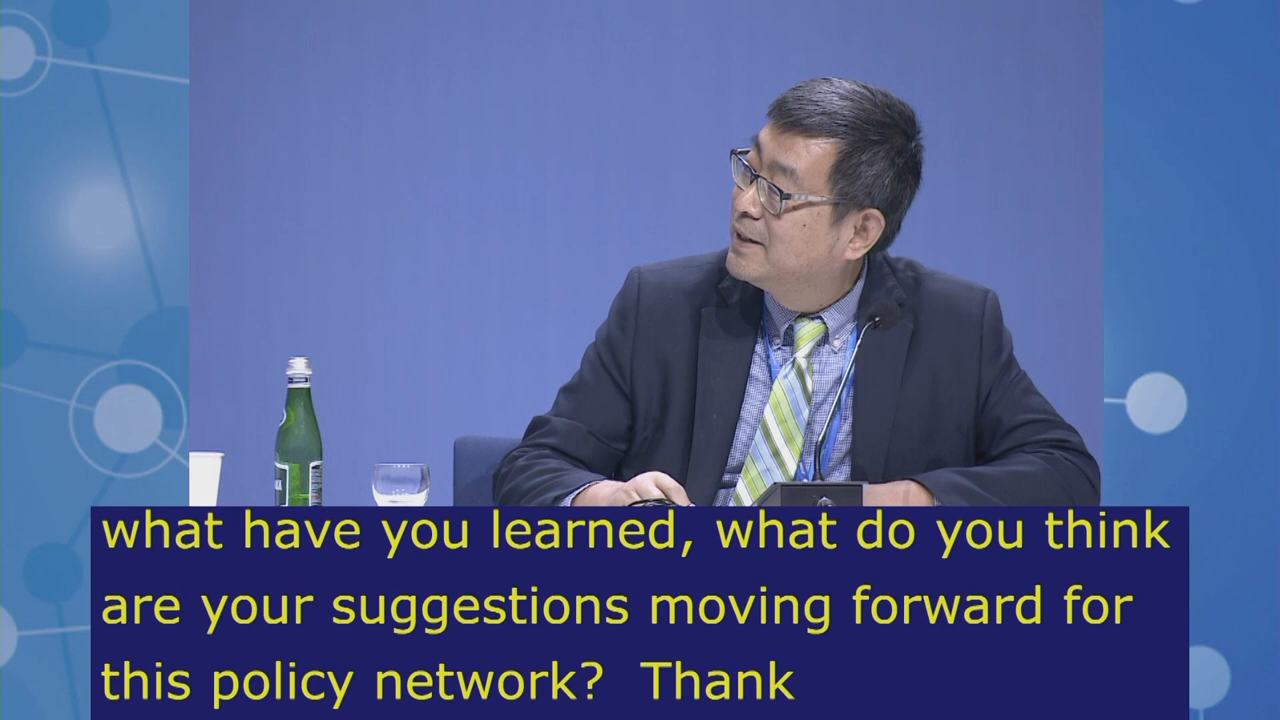 what have you learned, what do you think
are your suggestions moving forward for
this policy network?  Thank